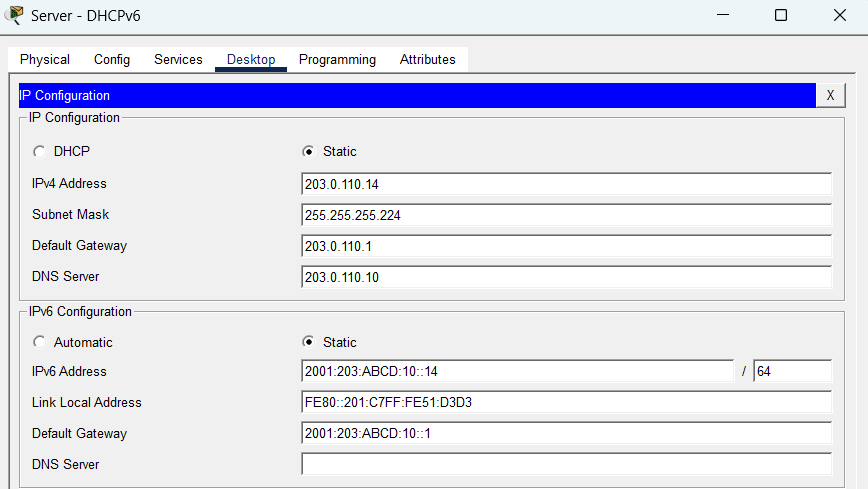 Server - DHCPv6
Physical Config Services Desktop Programming Attributes
IP Configuration X
IP Configuration
DHCP Static
IPv4 Address 203.0.110.14
Subnet Mask 255.255.255.224
Default Gateway 203.0.110.1
DNS Server 203.0.110.10
IPv6 Configuration
Automatic Static
IPv6 Address 2001:203:ABCD:10::14 / 64
Link Local Address FE80::201:C7FF:FE51:D3D3
Default Gateway 2001:203:ABCD:10::1
DNS Server